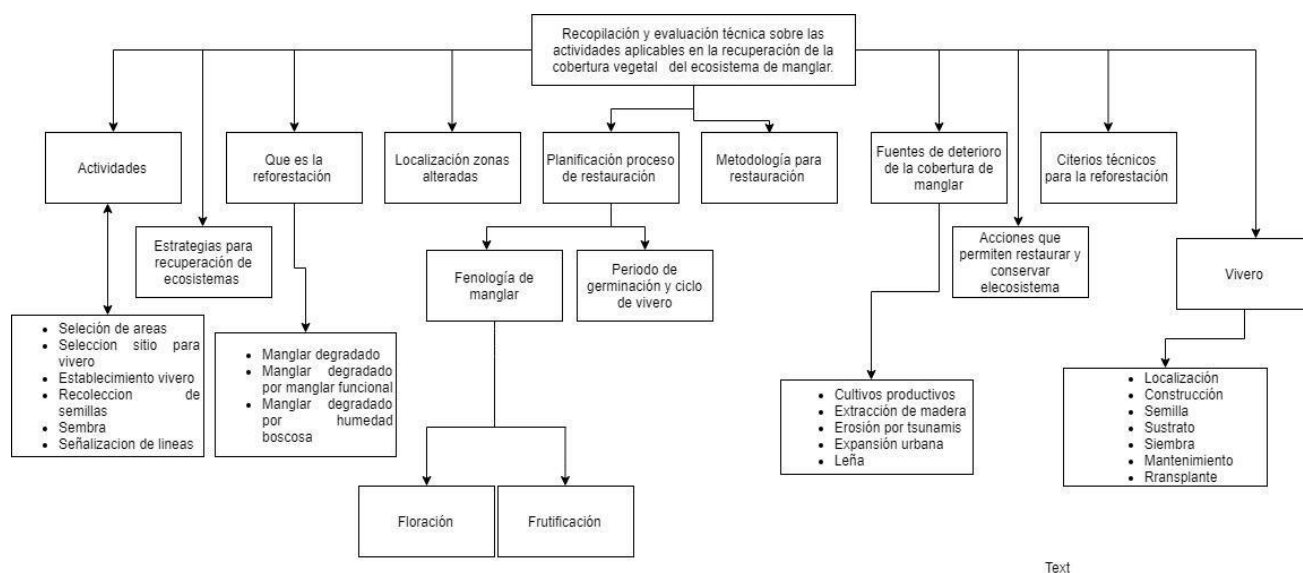 Recopilación y evaluación técnica sobre las
actividades aplicables en la recuperación de la
cobertura vegetal del ecosistema de manglar.
Actividades
Que es la
reforestación
Localización zonas
alteradas
Planificación proceso
de restauración
Metodología para
restauración
Fuentes de deterioro
de la cobertura de
manglar
Citerios técnicos
para la reforestación
Estrategias para
recuperación de
ecosistemas
Fenología de
manglar
Periodo de
germinación y ciclo
de vivero
Acciones que
permiten restaurar y
conservar
elecosistema
Vivero
• Seleción de areas
• Seleccion sitio para
vivero
• Establecimiento vivero
• Recoleccion de
semillas
• Sembra
• Señalizacion de lineas
• Manglar degradado
• Manglar degradado
por manglar funcional
• Manglar degradado
por humedad
boscosa
• Cultivos productivos
• Extracción de madera
• Erosión por tsunamis
• Expansión urbana
• Leña
• Localización
• Construcción
• Semilla
• Sustrato
• Siembra
• Mantenimiento
• Rransplante
Floración
Frutificación
Text